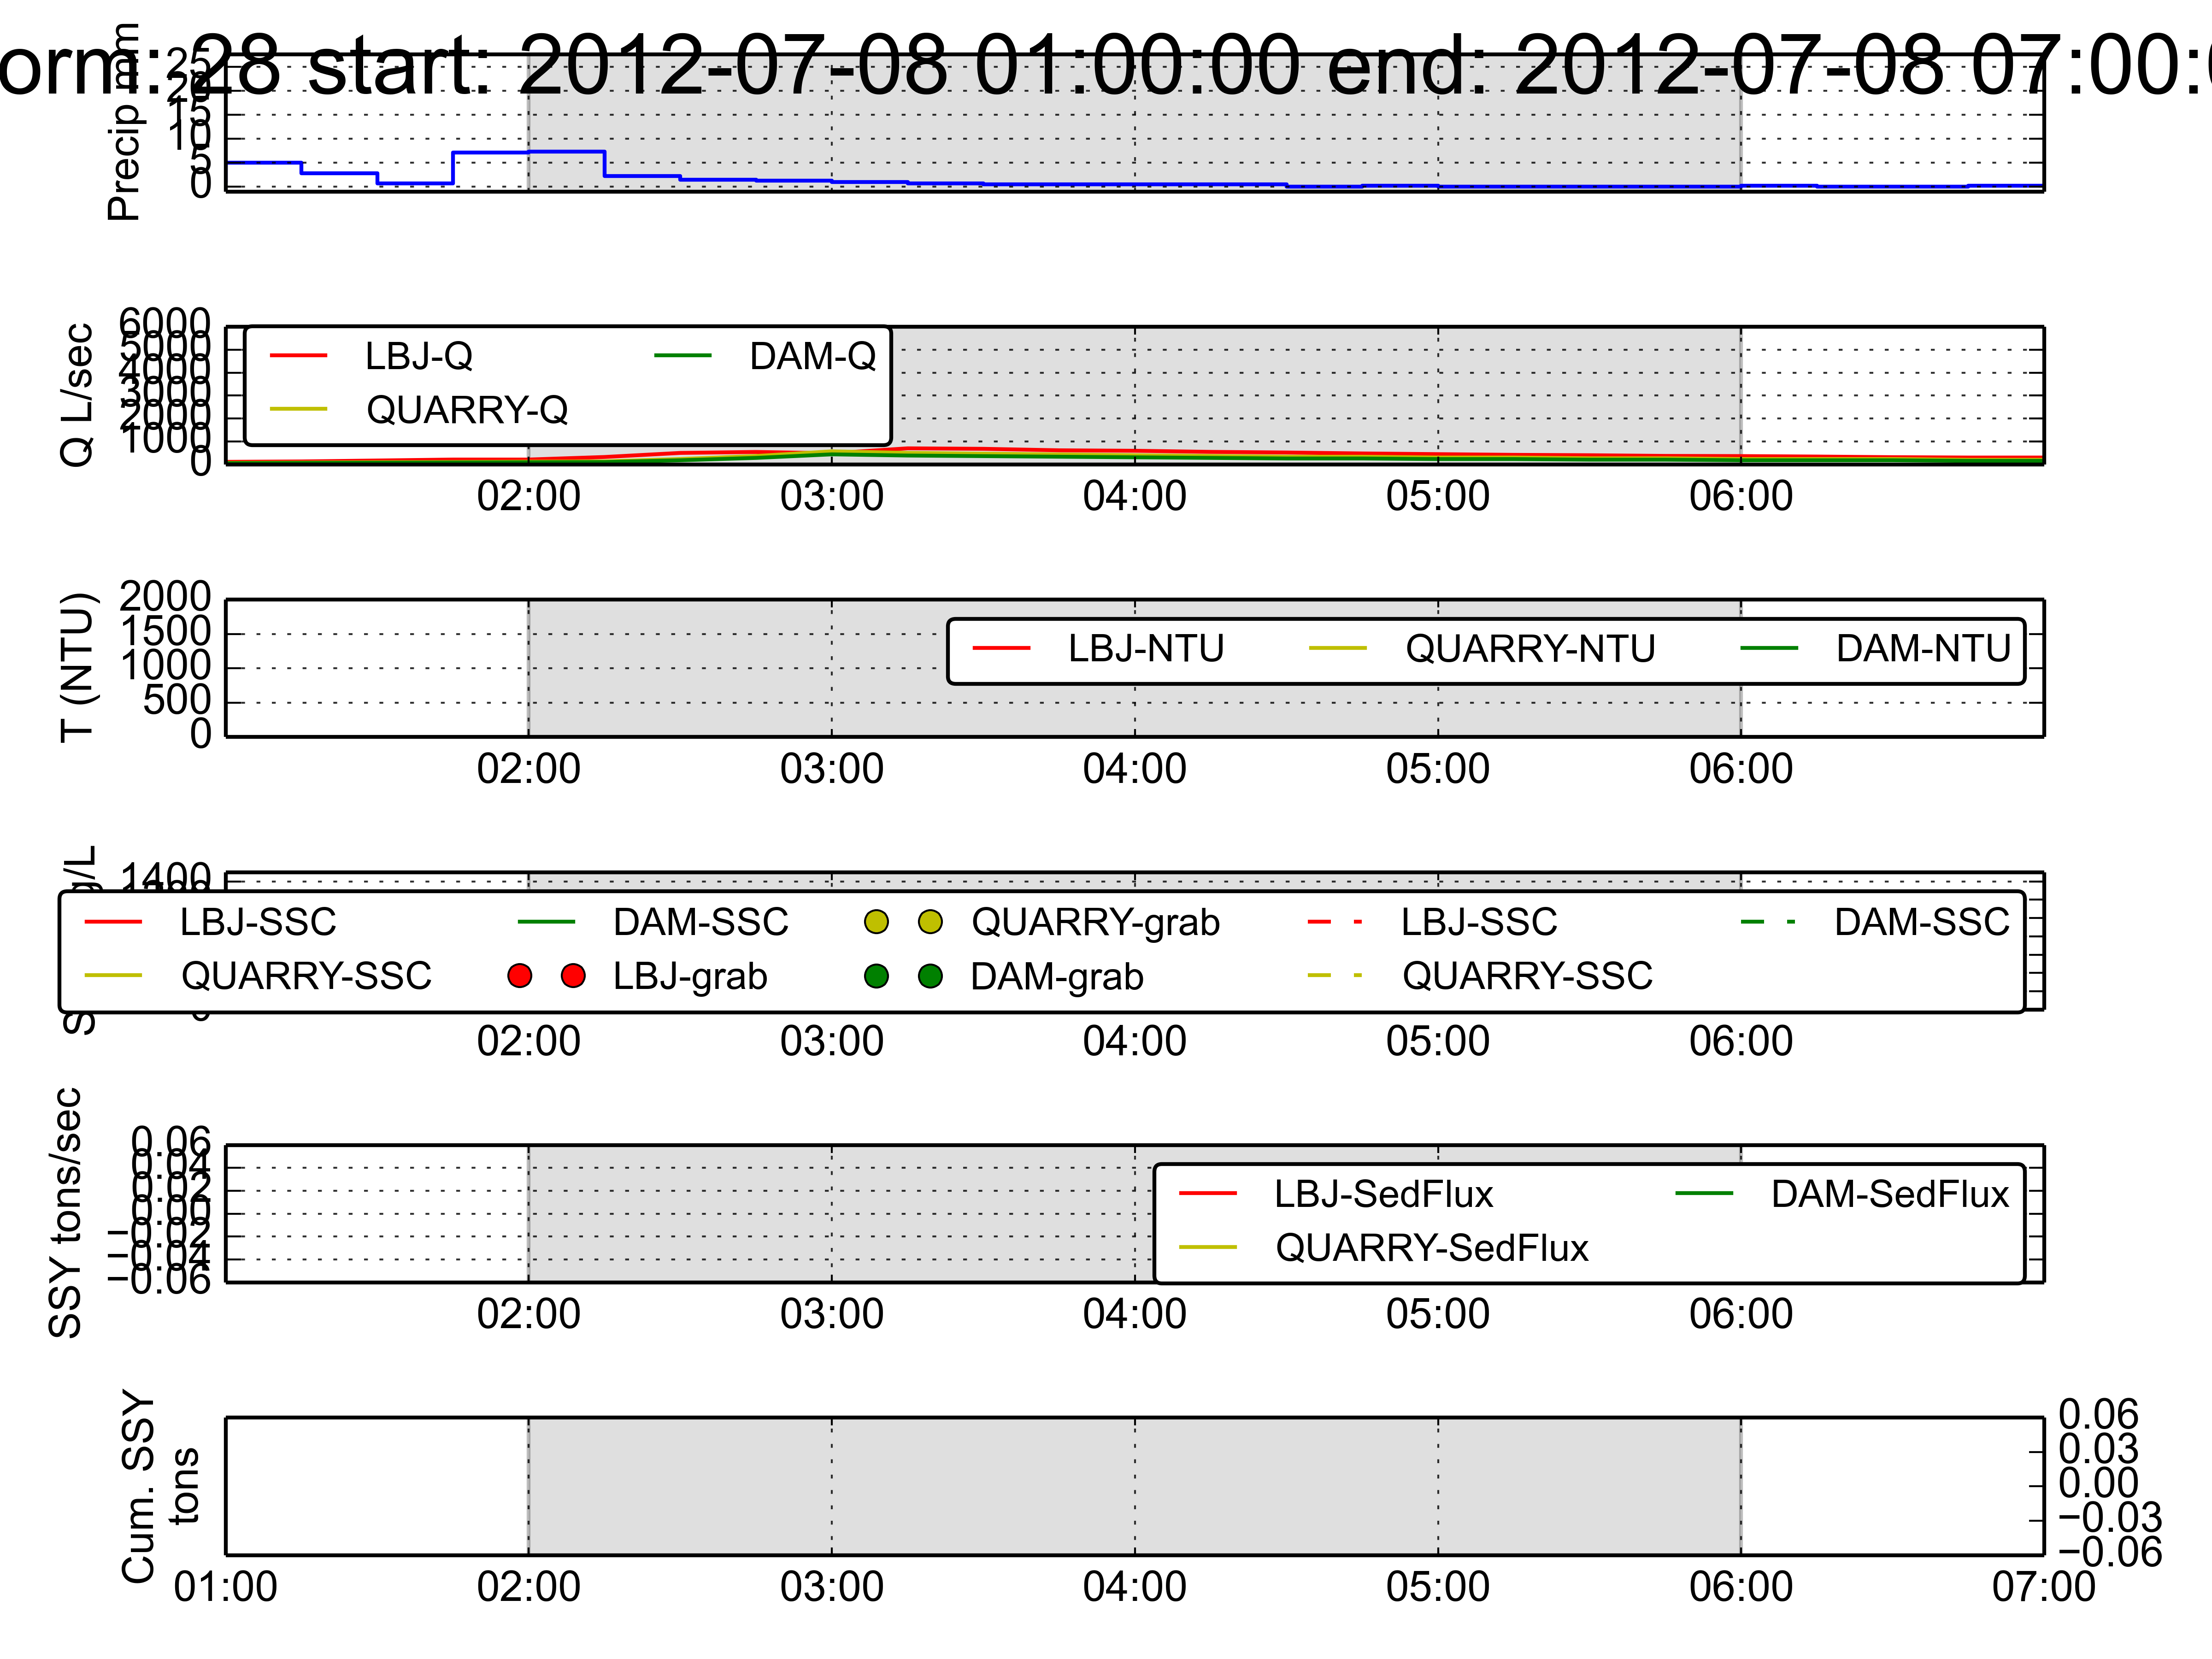 orm: 28 start: 2012-07-08 01:00:00 end: 2012-07-08 07:00:0
Precip mm
25
20
15
10
5
0
Q L/sec
6000
5000
4000
3000
2000
1000
0
LBJ-Q DAM-Q
QUARRY-Q
02:00 03:00 04:00 05:00 06:00
T (NTU)
2000
1500
1000
500
0
LBJ-NTU QUARRY-NTU DAM-NTU
02:00 03:00 04:00 05:00 06:00
g/L
1400
LBJ-SSC DAM-SSC QUARRY-grab LBJ-SSC DAM-SSC
QUARRY-SSC LBJ-grab DAM-grab QUARRY-SSC
02:00 03:00 04:00 05:00 06:00
SSY tons/sec
0.06
0.04
0.02
0.00
−0.02
−0.04
−0.06
LBJ-SedFlux DAM-SedFlux
QUARRY-SedFlux
02:00 03:00 04:00 05:00 06:00
Cum. SSY
tons
0.06
0.03
0.00
−0.03
−0.06
01:00 02:00 03:00 04:00 05:00 06:00 07:00